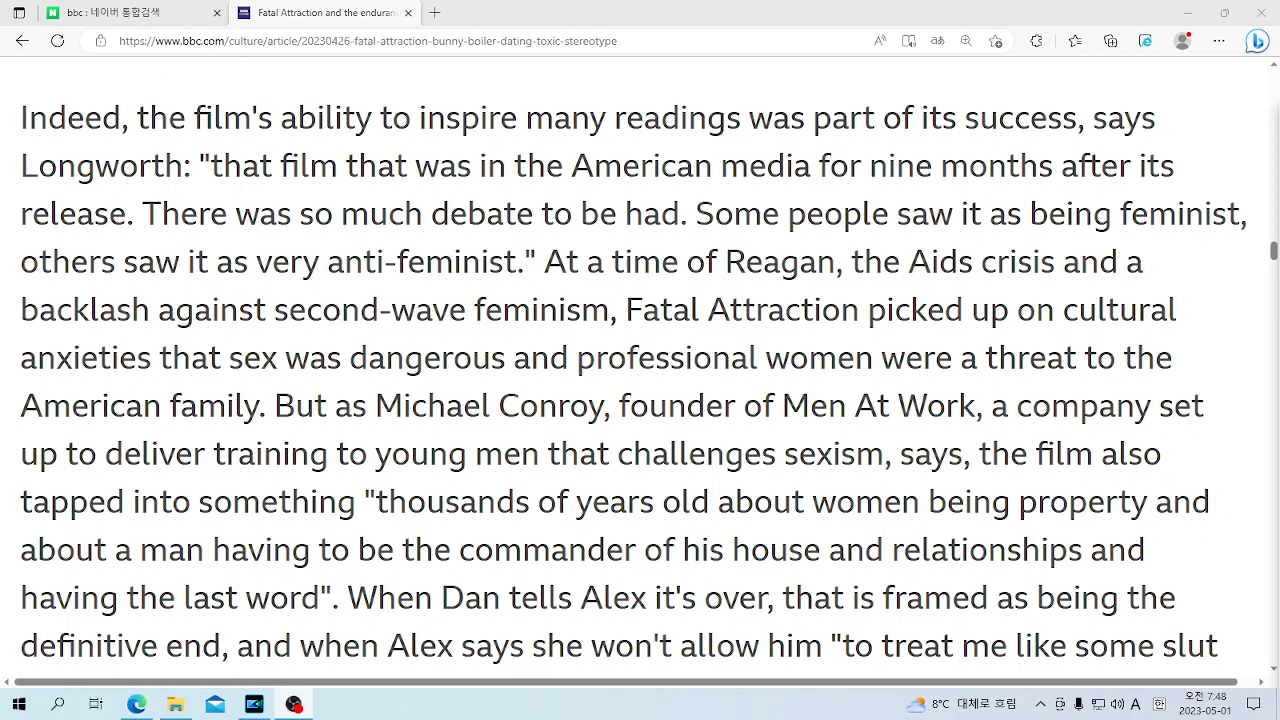 bbc : 네이버 통합검색
Fatal Attraction and the enduran
https://www.bbc.com/culture/article/20230426-fatal-attraction-bunny-boiler-dating-toxic-stereotype
Indeed, the film's ability to inspire many readings was part of its success, says
Longworth: "that film that was in the American media for nine months after its
release. There was so much debate to be had. Some people saw it as being feminist,
others saw it as very anti-feminist." At a time of Reagan, the Aids crisis and a
backlash against second-wave feminism, Fatal Attraction picked up on cultural
anxieties that sex was dangerous and professional women were a threat to the
American family. But as Michael Conroy, founder of Men At Work, a company set
up to deliver training to young men that challenges sexism, says, the film also
tapped into something "thousands of years old about women being property and
about a man having to be the commander of his house and relationships and
having the last word". When Dan tells Alex it's over, that is framed as being the
definitive end, and when Alex says she won't allow him "to treat me like some slut
8°C 대체로 흐림
A
오전 7:48
2023-05-01